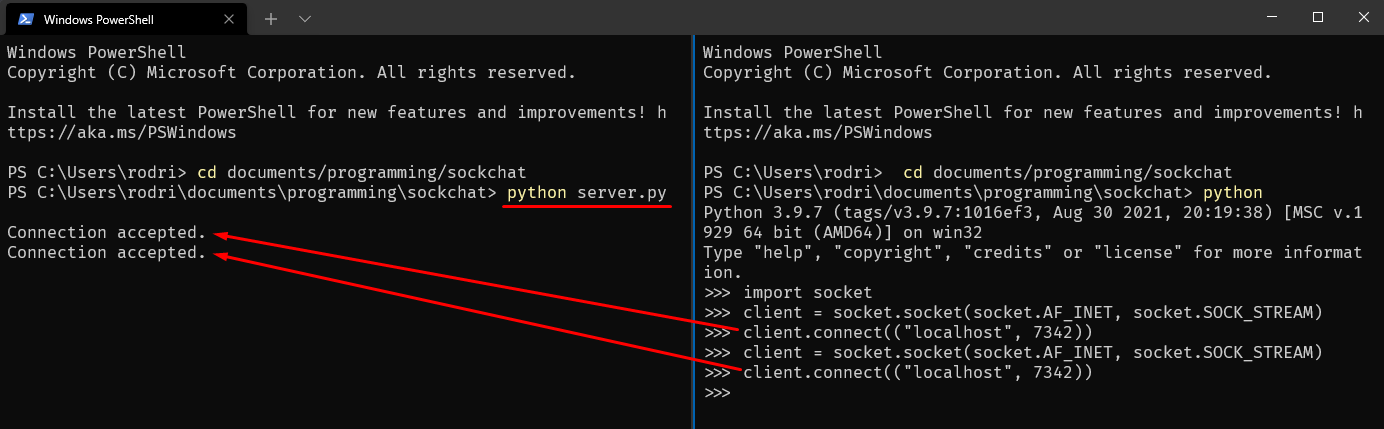 Windows PowerShell
Windows PowerShell
Copyright (C) Microsoft Corporation. All rights reserved.
Install the latest PowerShell for new features and improvements! h
ttps://aka.ms/PSWindows
PS C:\Users\rodri> cd documents/programming/sockchat
PS C:\Users\rodri\documents\programming\sockchat> python server.py
Connection accepted.
Connection accepted.
Windows PowerShell
Copyright (C) Microsoft Corporation. All rights reserved.
Install the latest PowerShell for new features and improvements! h
ttps://aka.ms/PSWindows
PS C:\Users\rodri>  cd documents/programming/sockchat
PS C:\Users\rodri\documents\programming\sockchat> python
Python 3.9.7 (tags/v3.9.7:1016ef3, Aug 30 2021, 20:19:38) [MSC v.1
929 64 bit (AMD64)] on win32
Type "help", "copyright", "credits" or "license" for more informat
ion.
>>> import socket
>>> client = socket.socket(socket.AF_INET, socket.SOCK_STREAM)
>>> client.connect(("localhost", 7342))
>>> client = socket.socket(socket.AF_INET, socket.SOCK_STREAM)
>>> client.connect(("localhost", 7342))
>>>